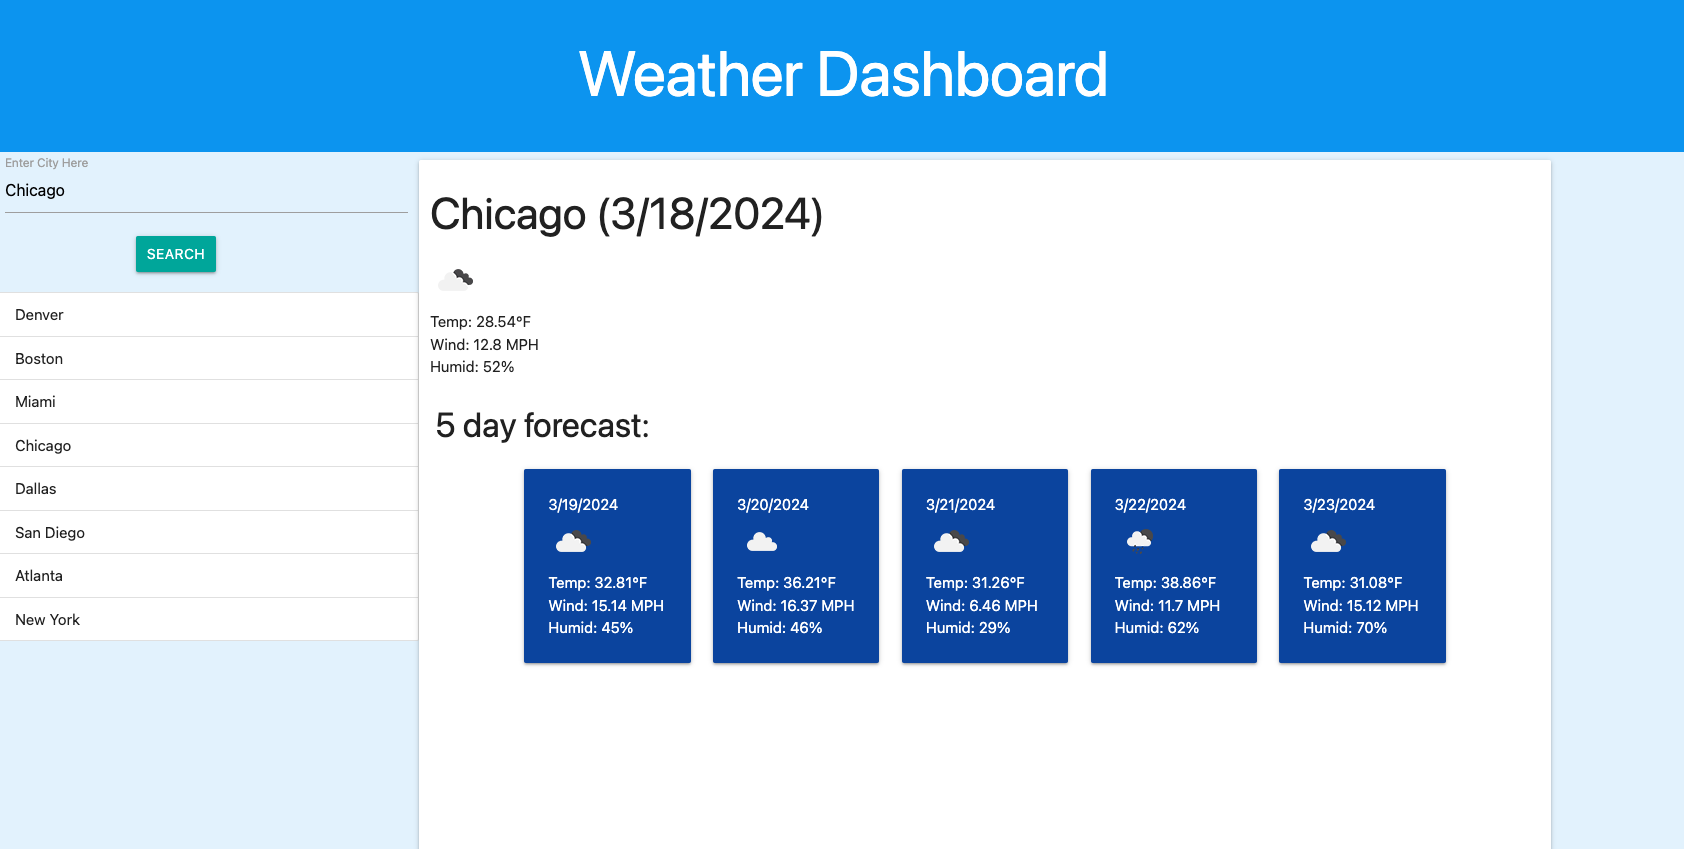 Weather Dashboard
Enter City Here
Chicago
SEARCH
Denver
Boston
Miami
Chicago
Dallas
San Diego
Atlanta
New York
Chicago (3/18/2024)
Temp: 28.54°F
Wind: 12.8 MPH
Humid: 52%
5 day forecast:
3/19/2024
Temp: 32.81°F
Wind: 15.14 MPH
Humid: 45%
3/20/2024
Temp: 36.21°F
Wind: 16.37 MPH
Humid: 46%
3/21/2024
Temp: 31.26°F
Wind: 6.46 MPH
Humid: 29%
3/22/2024
Temp: 38.86°F
Wind: 11.7 MPH
Humid: 62%
3/23/2024
Temp: 31.08°F
Wind: 15.12 MPH
Humid: 70%